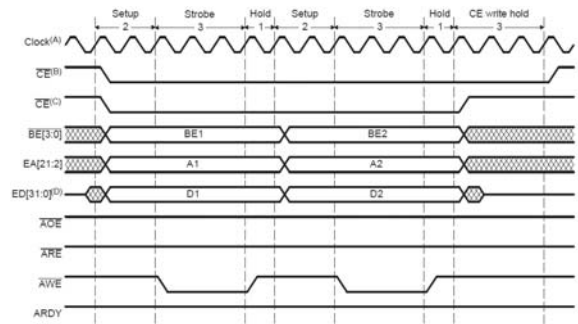 Setup Strobe Hold Setup Strobe Hold CE write hold
2 3 1 2 3 1 3
Clock(A)
CE(B)
CE(C)
BE[3:0] BE1 BE2
EA[21:2] A1 A2
ED[31:0](D) D1 D2
AOE
ARE
AWE
ARDY